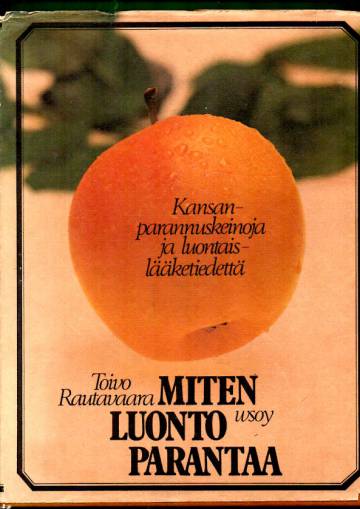 Kansan-
parannuskeinoja
ja luontais-
lääketiedettä
Toivo
Rautavaara MITEN
LUONTO wsoy
PARANTAA